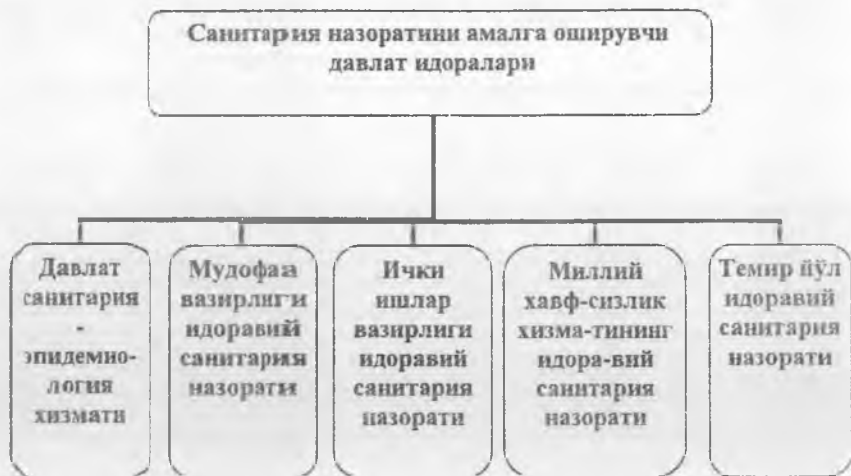 Санитария назоратини амалга оширувчи
давлат идоралари
Давлат
санитария
-
эпидемио-
логия
хизмати
Мудофаа
вазирлиги
идоравий
санитария
назорати
Ички
ишлар
вазирлиги
идоравий
санитария
назорати
Миллий
хавф-сизлик
хизма-тининг
идора-вий
санитария
назорати
Темир йўл
идоравий
санитария
назорати